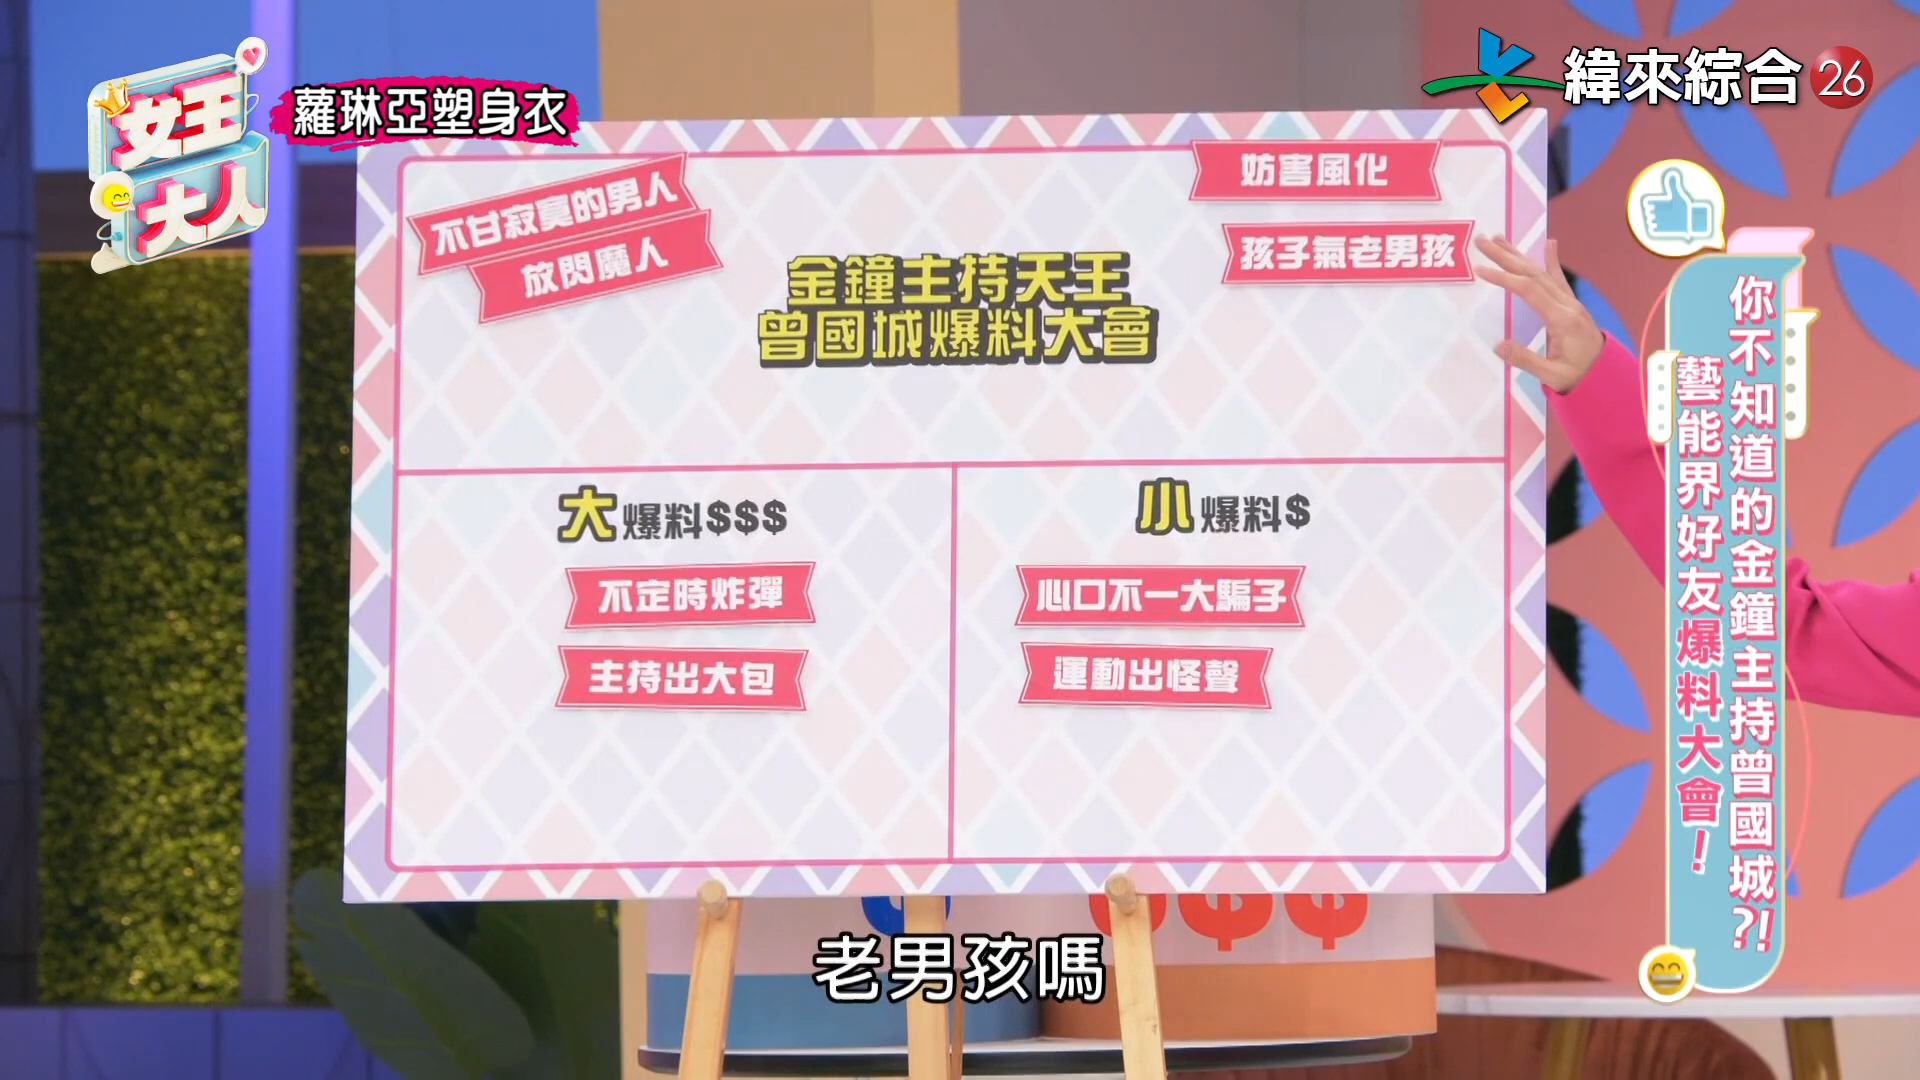 女王
大人
蘿琳亞塑身衣
緯來綜合 26
不甘寂寞的男人
放閃魔人
妨害風化
孩子氣老男孩
金鐘主持天王
曾國城爆料大會
大爆料$$$
不定時炸彈
主持出大包
小爆料$
心口不一大騙子
運動出怪聲
你不知道的金鐘主持曾國城?!
藝能界好友爆料大會!
老男孩嗎